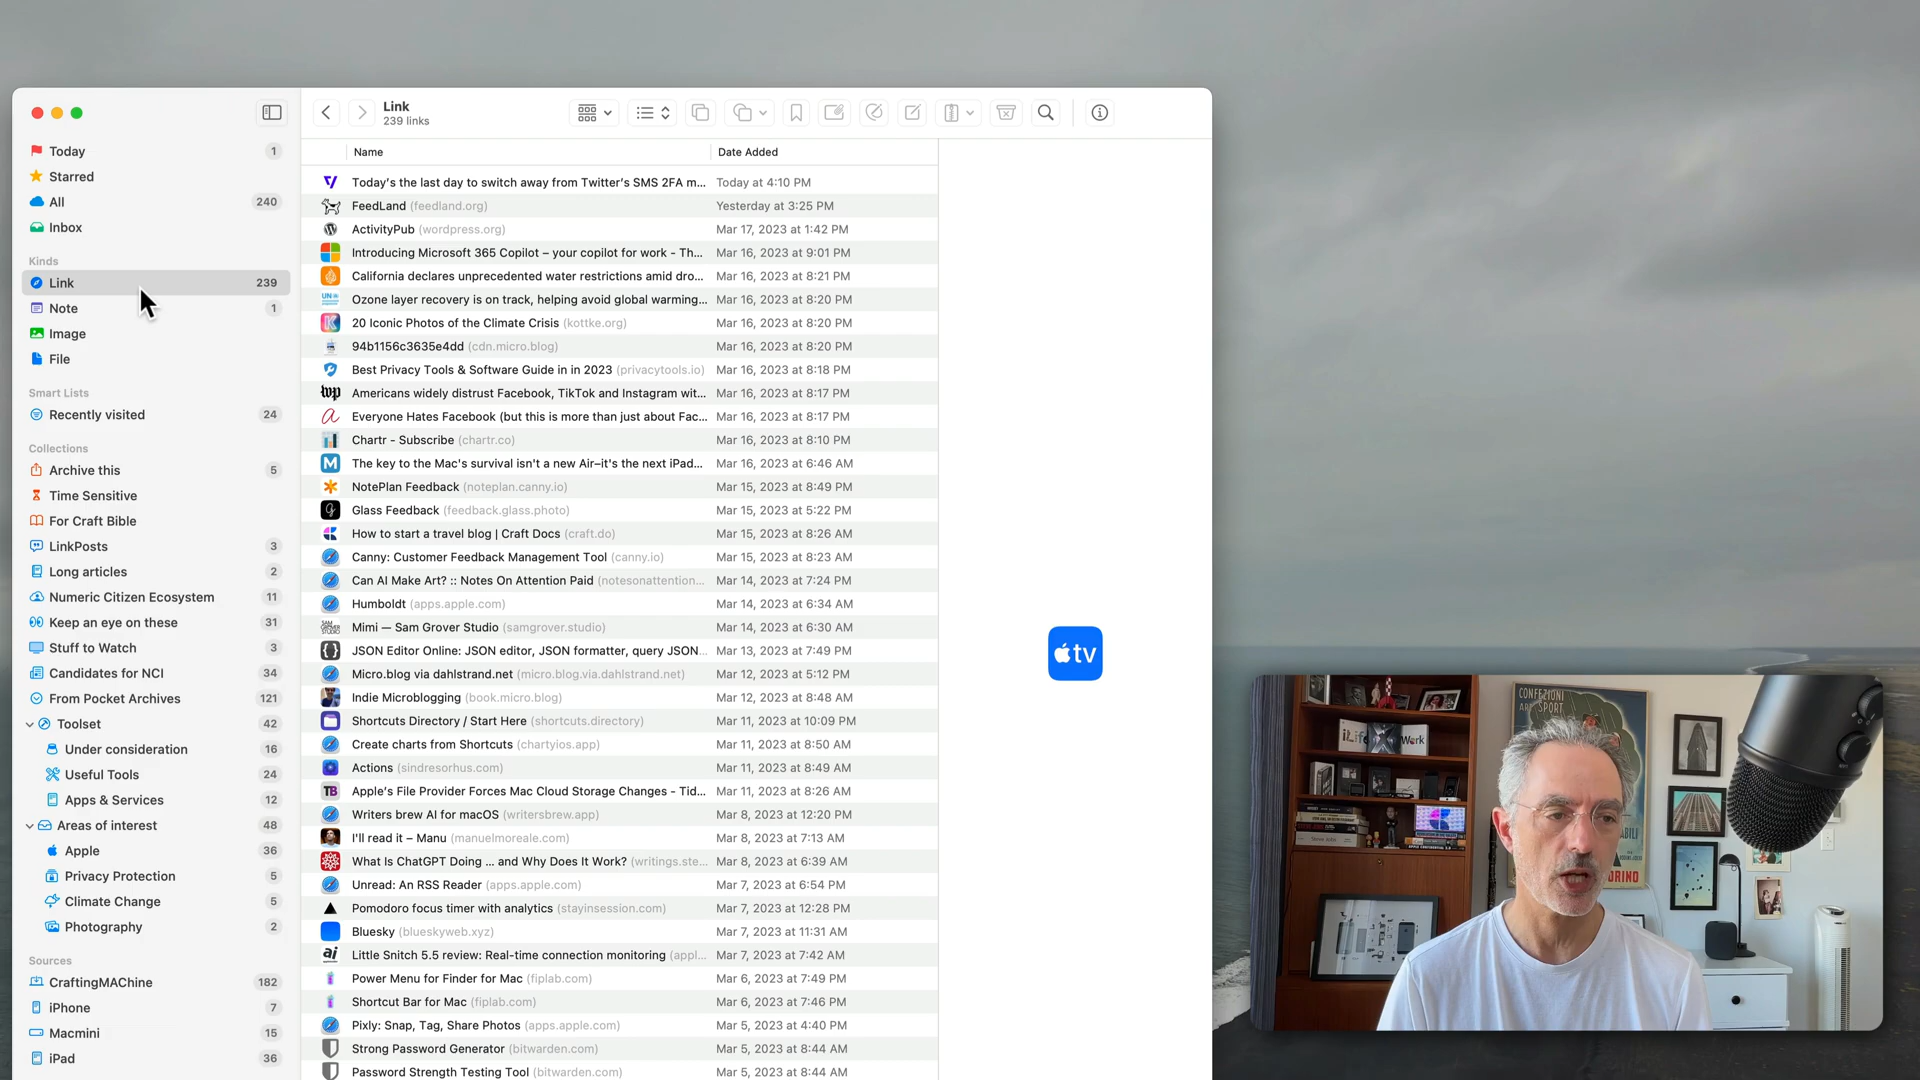 Link
239 links
Today 1
Starred
All 240
Inbox
Kinds
Link 239
Note 1
Image
File
Smart Lists
Recently visited 24
Collections
Archive this 5
Time Sensitive
For Craft Bible
LinkPosts 3
Long articles 2
Numeric Citizen Ecosystem 11
Keep an eye on these 31
Stuff to Watch 3
Candidates for NCI 34
From Pocket Archives 121
Toolset 42
Under consideration 16
Useful Tools 24
Apps & Services 12
Areas of interest 48
Apple 36
Privacy Protection 5
Climate Change 5
Photography 2
Sources
CraftingMAChine 182
iPhone 7
Macmini 15
iPad 36
Name Date Added
Today's the last day to switch away from Twitter's SMS 2FA m... Today at 4:10 PM
FeedLand (feedland.org) Yesterday at 3:25 PM
ActivityPub (wordpress.org) Mar 17, 2023 at 1:42 PM
Introducing Microsoft 365 Copilot – your copilot for work - Th... Mar 16, 2023 at 9:01 PM
California declares unprecedented water restrictions amid dro... Mar 16, 2023 at 8:21 PM
UN Ozone layer recovery is on track, helping avoid global warming... Mar 16, 2023 at 8:20 PM
20 Iconic Photos of the Climate Crisis (kottke.org) Mar 16, 2023 at 8:20 PM
94b1156c3635e4dd (cdn.micro.blog) Mar 16, 2023 at 8:20 PM
Best Privacy Tools & Software Guide in in 2023 (privacytools.io) Mar 16, 2023 at 8:18 PM
wp Americans widely distrust Facebook, TikTok and Instagram wit... Mar 16, 2023 at 8:17 PM
Everyone Hates Facebook (but this is more than just about Fac... Mar 16, 2023 at 8:17 PM
Chartr - Subscribe (chartr.co) Mar 16, 2023 at 8:10 PM
M The key to the Mac's survival isn't a new Air–it's the next iPad... Mar 16, 2023 at 6:46 AM
NotePlan Feedback (noteplan.canny.io) Mar 15, 2023 at 8:49 PM
Glass Feedback (feedback.glass.photo) Mar 15, 2023 at 5:22 PM
How to start a travel blog | Craft Docs (craft.do) Mar 15, 2023 at 8:26 AM
Canny: Customer Feedback Management Tool (canny.io) Mar 15, 2023 at 8:23 AM
Can AI Make Art? :: Notes On Attention Paid (notesonattention... Mar 14, 2023 at 7:24 PM
Humboldt (apps.apple.com) Mar 14, 2023 at 6:34 AM
SAM GROVER STUDIO Mimi — Sam Grover Studio (samgrover.studio) Mar 14, 2023 at 6:30 AM
{} JSON Editor Online: JSON editor, JSON formatter, query JSON... Mar 13, 2023 at 7:49 PM
Micro.blog via dahlstrand.net (micro.blog.via.dahlstrand.net) Mar 12, 2023 at 5:12 PM
Indie Microblogging (book.micro.blog) Mar 12, 2023 at 8:48 AM
Shortcuts Directory / Start Here (shortcuts.directory) Mar 11, 2023 at 10:09 PM
Create charts from Shortcuts (chartyios.app) Mar 11, 2023 at 8:50 AM
Actions (sindresorhus.com) Mar 11, 2023 at 8:49 AM
TB Apple's File Provider Forces Mac Cloud Storage Changes - Tid... Mar 11, 2023 at 8:26 AM
Writers brew AI for macOS (writersbrew.app) Mar 8, 2023 at 12:20 PM
I'll read it – Manu (manuelmoreale.com) Mar 8, 2023 at 7:13 AM
What Is ChatGPT Doing ... and Why Does It Work? (writings.ste... Mar 8, 2023 at 6:39 AM
Unread: An RSS Reader (apps.apple.com) Mar 7, 2023 at 6:54 PM
Pomodoro focus timer with analytics (stayinsession.com) Mar 7, 2023 at 12:28 PM
Bluesky (blueskyweb.xyz) Mar 7, 2023 at 11:31 AM
ai Little Snitch 5.5 review: Real-time connection monitoring (appl... Mar 7, 2023 at 7:42 AM
Power Menu for Finder for Mac (fiplab.com) Mar 6, 2023 at 7:49 PM
Shortcut Bar for Mac (fiplab.com) Mar 6, 2023 at 7:46 PM
Pixly: Snap, Tag, Share Photos (apps.apple.com) Mar 5, 2023 at 4:40 PM
Strong Password Generator (bitwarden.com) Mar 5, 2023 at 8:44 AM
Password Strength Testing Tool (bitwarden.com) Mar 5, 2023 at 8:44 AM
tv
CONFEZIONI
SPORT
iLife
Work